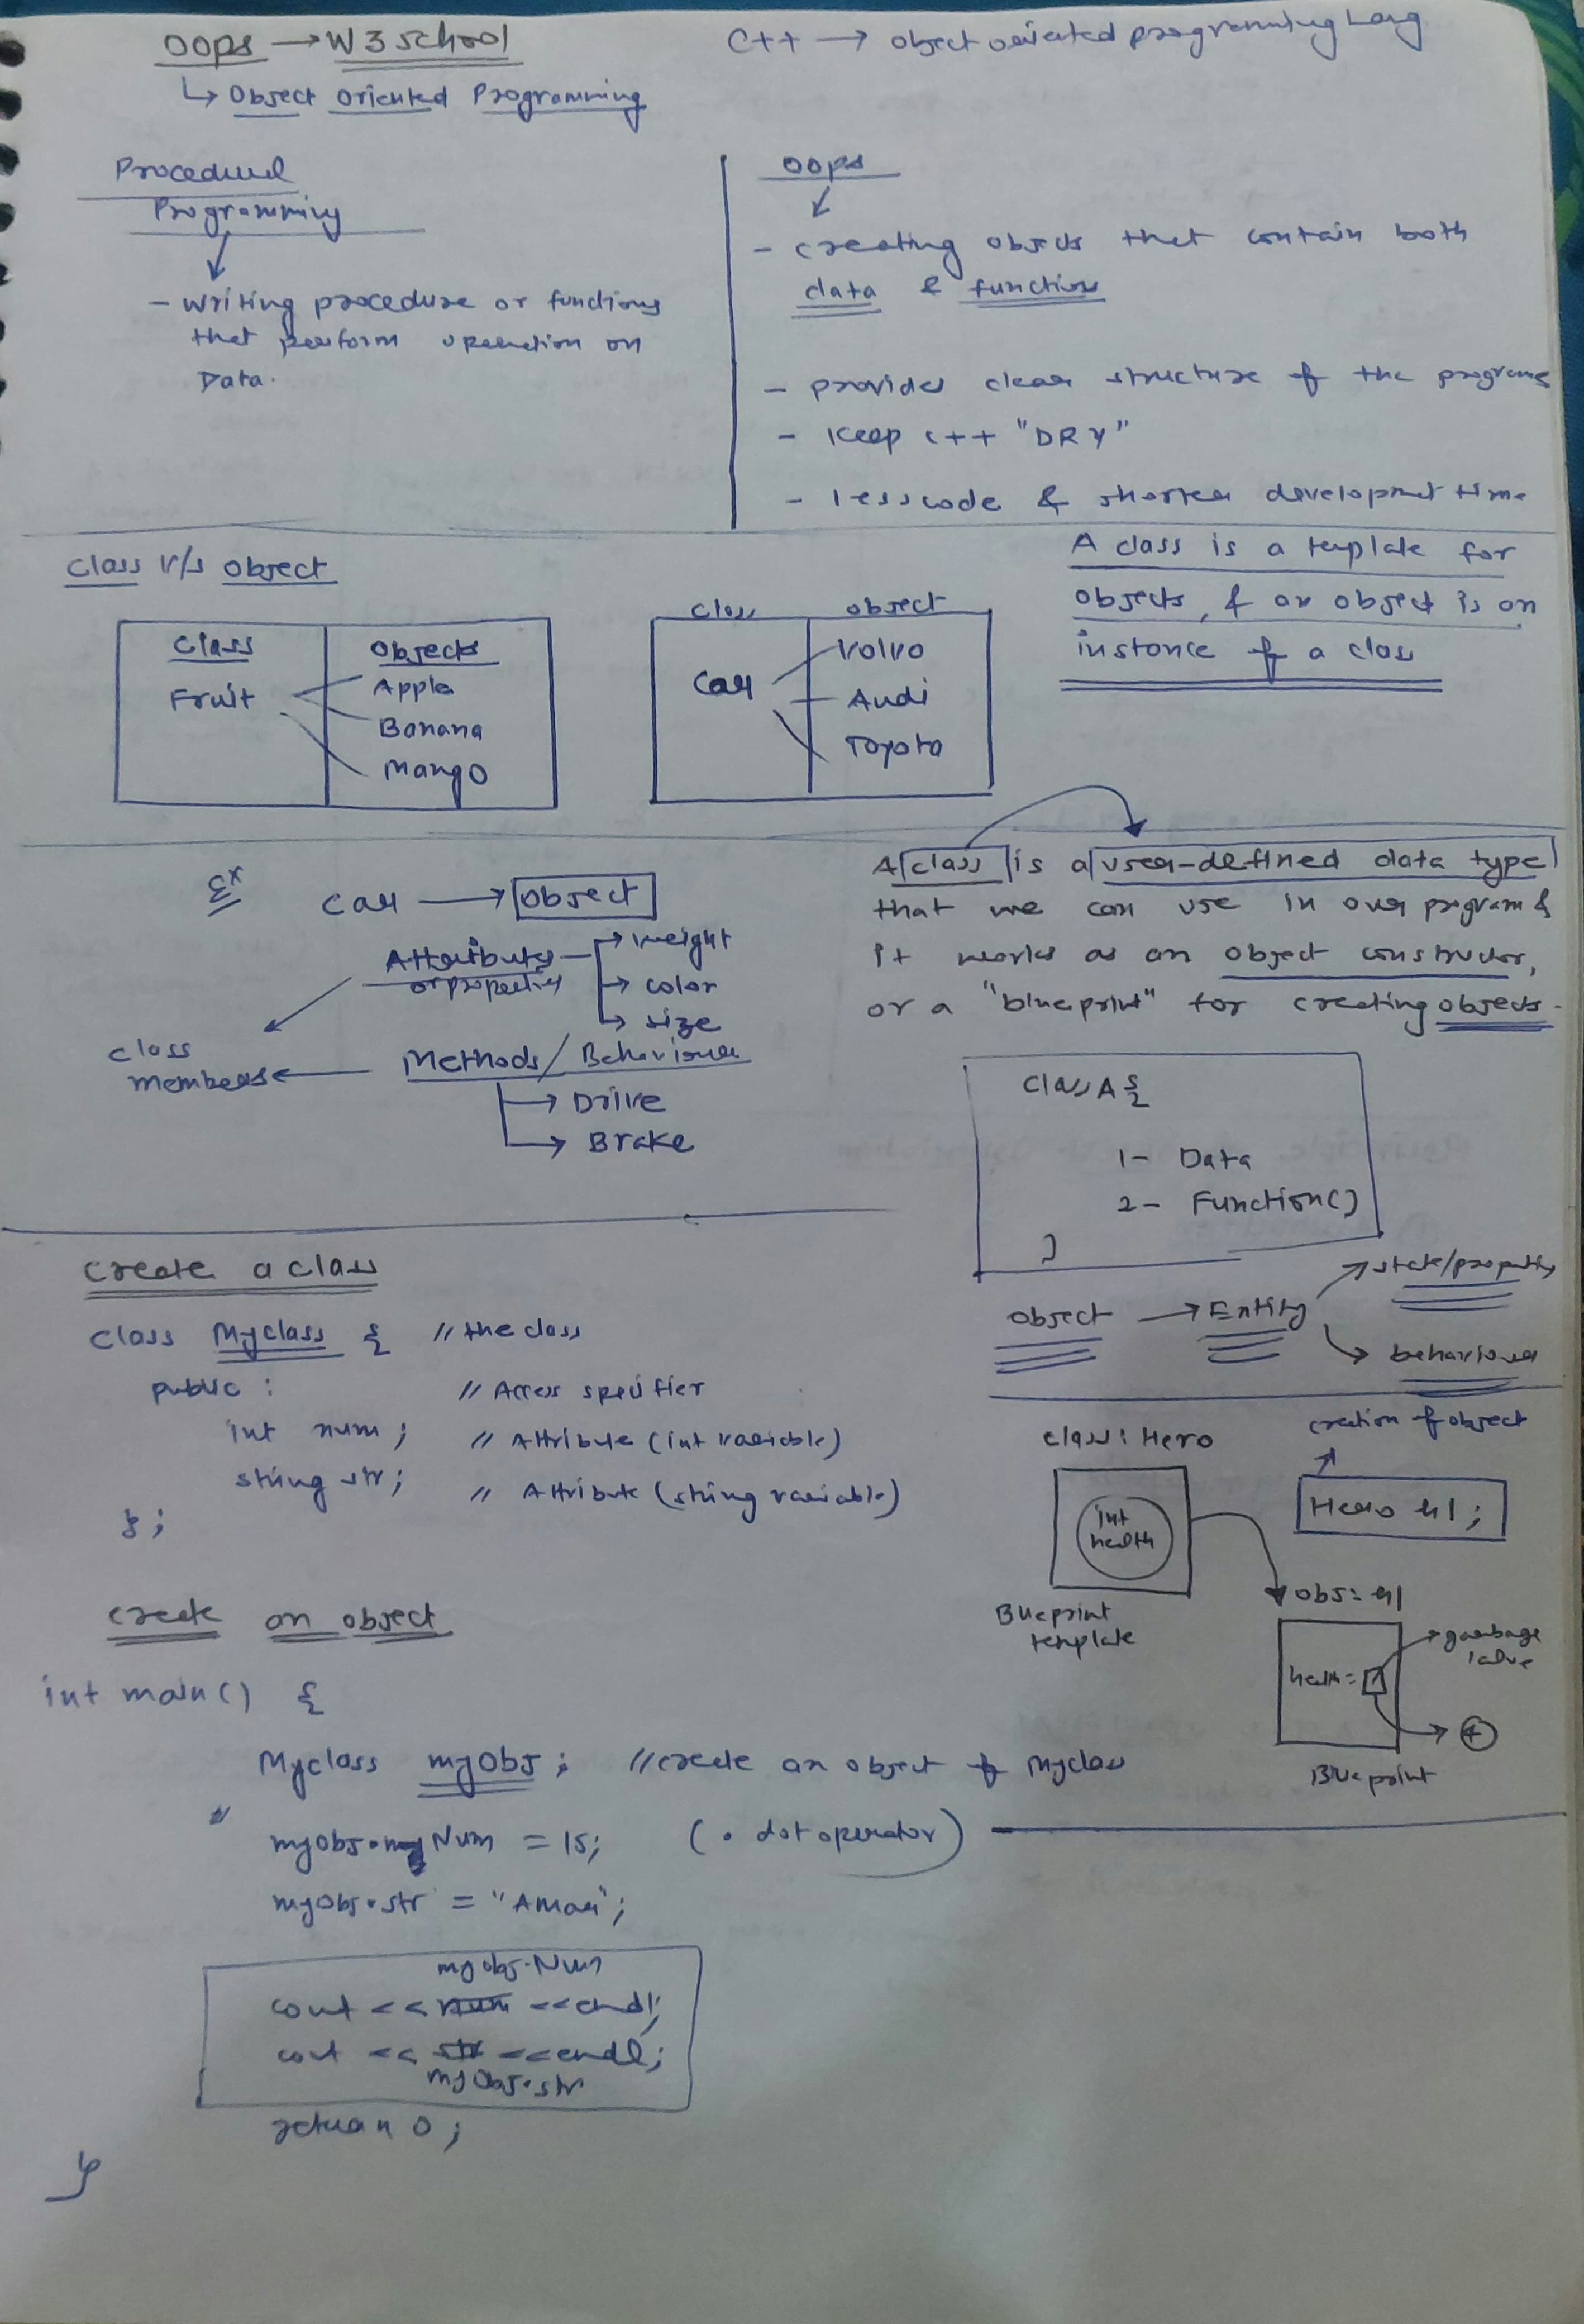 OOPs → W3School
C++ → object oriented programming Lang
↳ Object Oriented Programming
Procedural
Programming
- Writing procedure or functions
that perform operation on
Data.
OOPs
- creating objects that contain both
data & functions
- provides clear structure of the programs
- Keep C++ "DRY"
- less code & shorter development time
Class v/s Object
Class Objects
Fruit
Apple
Banana
Mango
class object
Car
Volvo
Audi
Toyota
A class is a template for
objects, & an object is an
instance of a class
Ex
Car → Object
Attributes
or properties
→ weight
→ color
→ size
class
members
Methods / Behaviour
→ Drive
→ Brake
A class is a user-defined data type
that we can use in our program &
it works as an object constructor,
or a "blueprint" for creating objects.
Class A {
1- Data
2- Function()
}
object → Entity
→ state/property
→ behaviour
create a class
class Myclass { // the class
public : // Access specifier
int num ; // Attribute (int variable)
string str; // Attribute (string variable)
};
class: Hero
int
health
Blueprint
template
creation of object
Hero h1 ;
obj: h1
health =
garbage
value
Blueprint
create an object
int main() {
Myclass myobj ; // create an object of Myclass
myobj.myNum = 15; ( . dot operator)
myobj.str = "Amar";
myobj.Num
cout << num << endl;
cout << str << endl;
myobj.str
return 0 ;
}